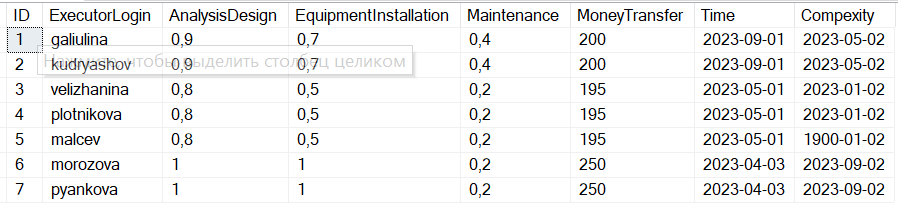 ID ExecutorLogin AnalysisDesign EquipmentInstallation Maintenance MoneyTransfer Time Compexity
1 galiulina 0,9 0,7 0,4 200 2023-09-01 2023-05-02
Нажмите, чтобы выделить столбец целиком
2 kudryashov 0,9 0,7 0,4 200 2023-09-01 2023-05-02
3 velizhanina 0,8 0,5 0,2 195 2023-05-01 2023-01-02
4 plotnikova 0,8 0,5 0,2 195 2023-05-01 2023-01-02
5 malcev 0,8 0,5 0,2 195 2023-05-01 1900-01-02
6 morozova 1 1 0,2 250 2023-04-03 2023-09-02
7 pyankova 1 1 0,2 250 2023-04-03 2023-09-02